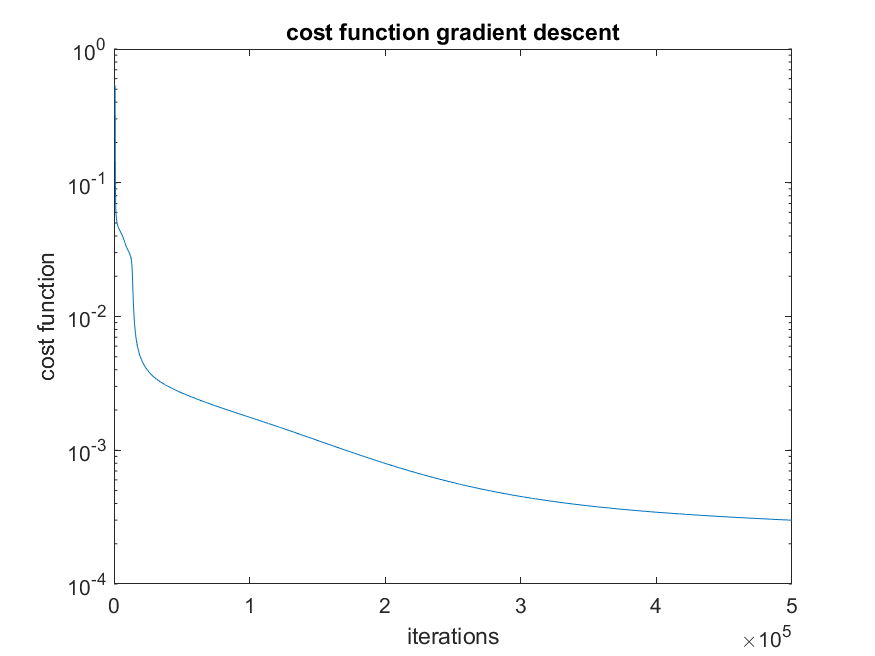 cost function gradient descent
10^0
10^-1
10^-2
10^-3
10^-4
cost function
0 1 2 3 4 5
×10^5
iterations